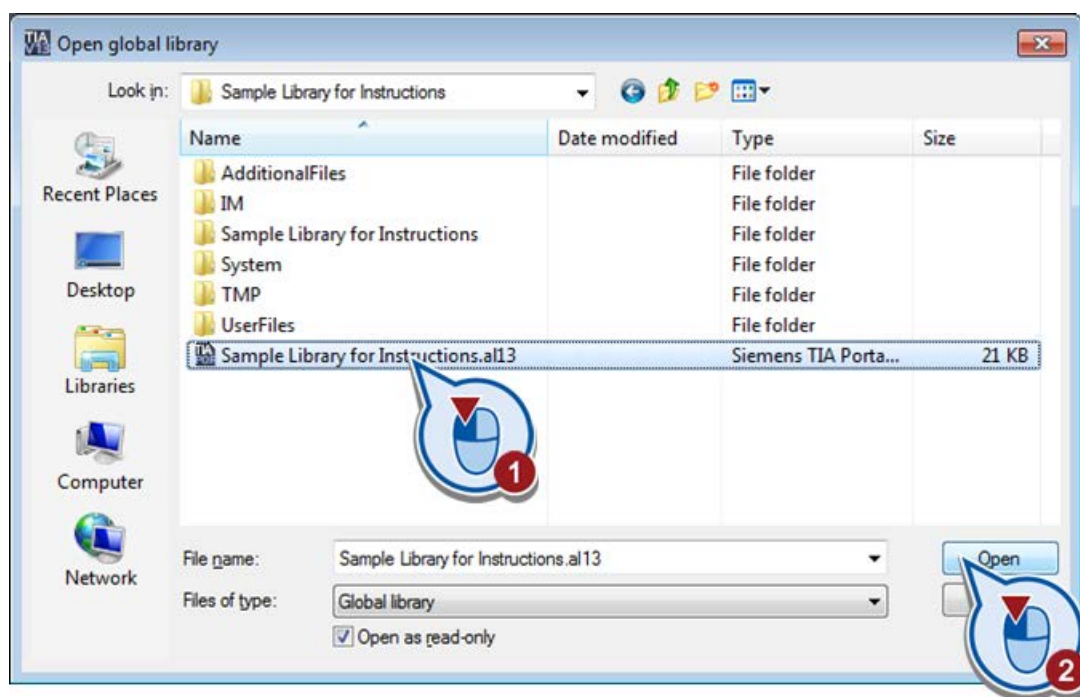 TIA V13 Open global library
Look in: Sample Library for Instructions
Name Date modified Type Size
AdditionalFiles File folder
IM File folder
Sample Library for Instructions File folder
System File folder
TMP File folder
UserFiles File folder
Sample Library for Instructions.al13 Siemens TIA Porta... 21 KB
Recent Places
Desktop
Libraries
Computer
Network
1
File name: Sample Library for Instructions.al13 Open
Files of type: Global library
Open as read-only
2